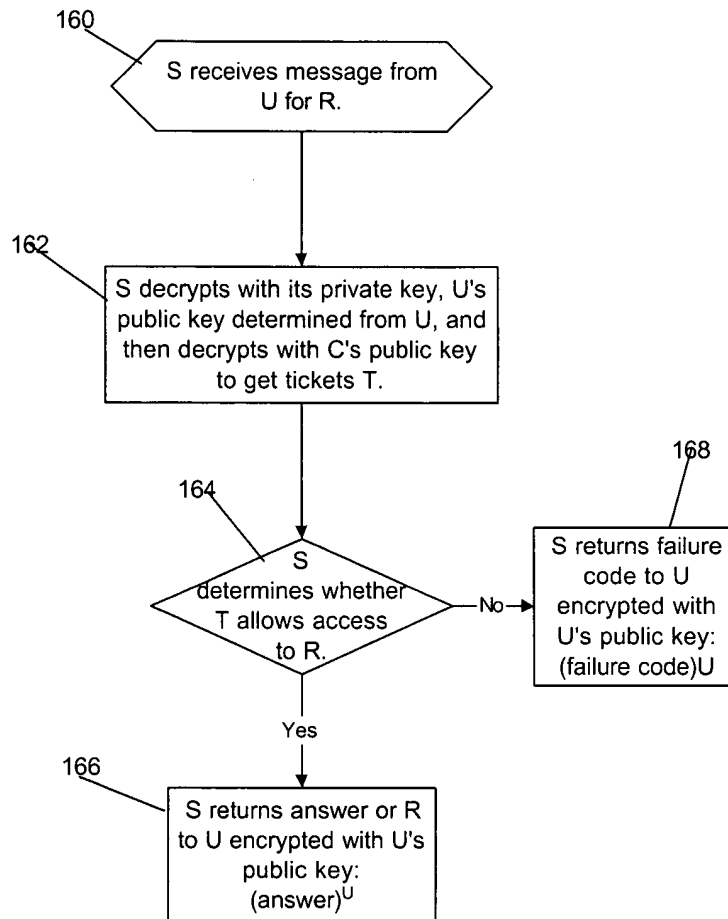 160
S receives message from
U for R.
162
S decrypts with its private key, U's
public key determined from U, and
then decrypts with C's public key
to get tickets T.
164
S
determines whether
T allows access
to R.
No
168
S returns failure
code to U
encrypted with
U's public key:
(failure code)U
Yes
166
S returns answer or R
to U encrypted with U's
public key:
(answer)U